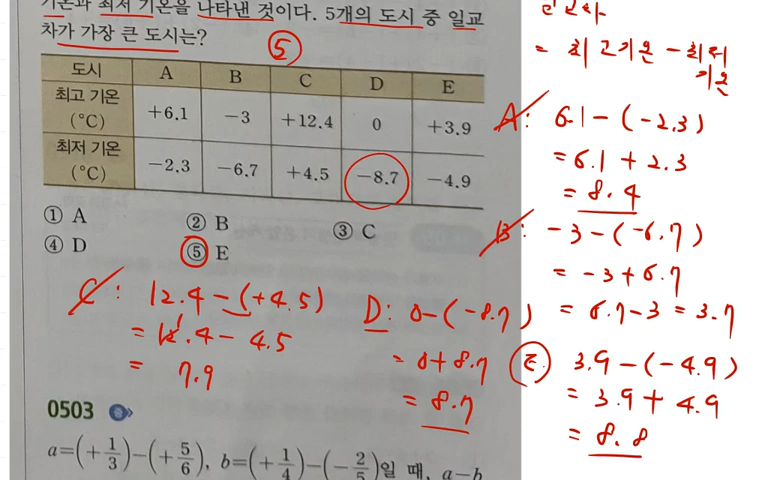 기온과 최저 기온을 나타낸 것이다. 5개의 도시 중 일교
차가 가장 큰 도시는?
⑤
도시 A B C D E
최고 기온 (℃) +6.1 −3 +12.4 0 +3.9
최저 기온 (℃) −2.3 −6.7 +4.5 −8.7 −4.9
① A ② B ③ C
④ D ⑤ E
= 최고기온 − 최저
기온
A: 6.1−(−2.3)
= 6.1 + 2.3
= 8.4
B: −3−(−6.7)
= −3+6.7
= 6.7−3 = 3.7
C: 12.4−(+4.5)
= 12.4 − 4.5
= 7.9
D: 0−(−8.7)
= 0+8.7
= 8.7
E. 3.9−(−4.9)
= 3.9 + 4.9
= 8.8
0503 중
a=(+1/3)−(+5/6), b=(+1/4)−(−2/5)일 때, a−b